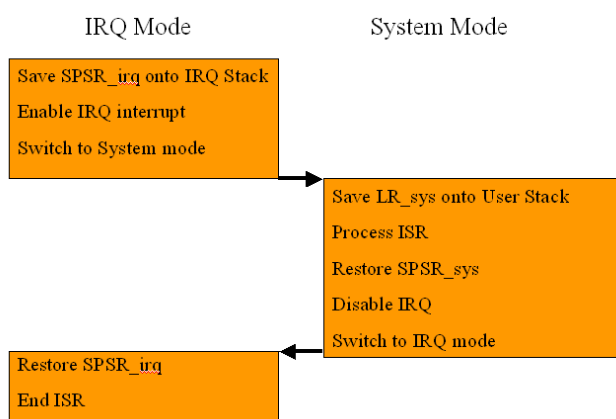 IRQ Mode
System Mode
Save SPSR_irq onto IRQ Stack
Enable IRQ interrupt
Switch to System mode
Save LR_sys onto User Stack
Process ISR
Restore SPSR_sys
Disable IRQ
Switch to IRQ mode
Restore SPSR_irq
End ISR